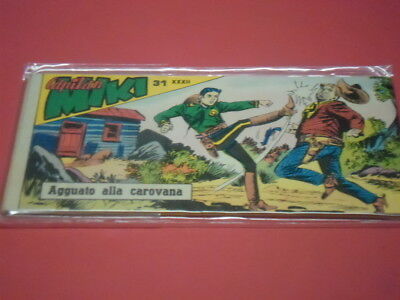 Capitan
MIKI
31 XXXII
Agguato alla carovana